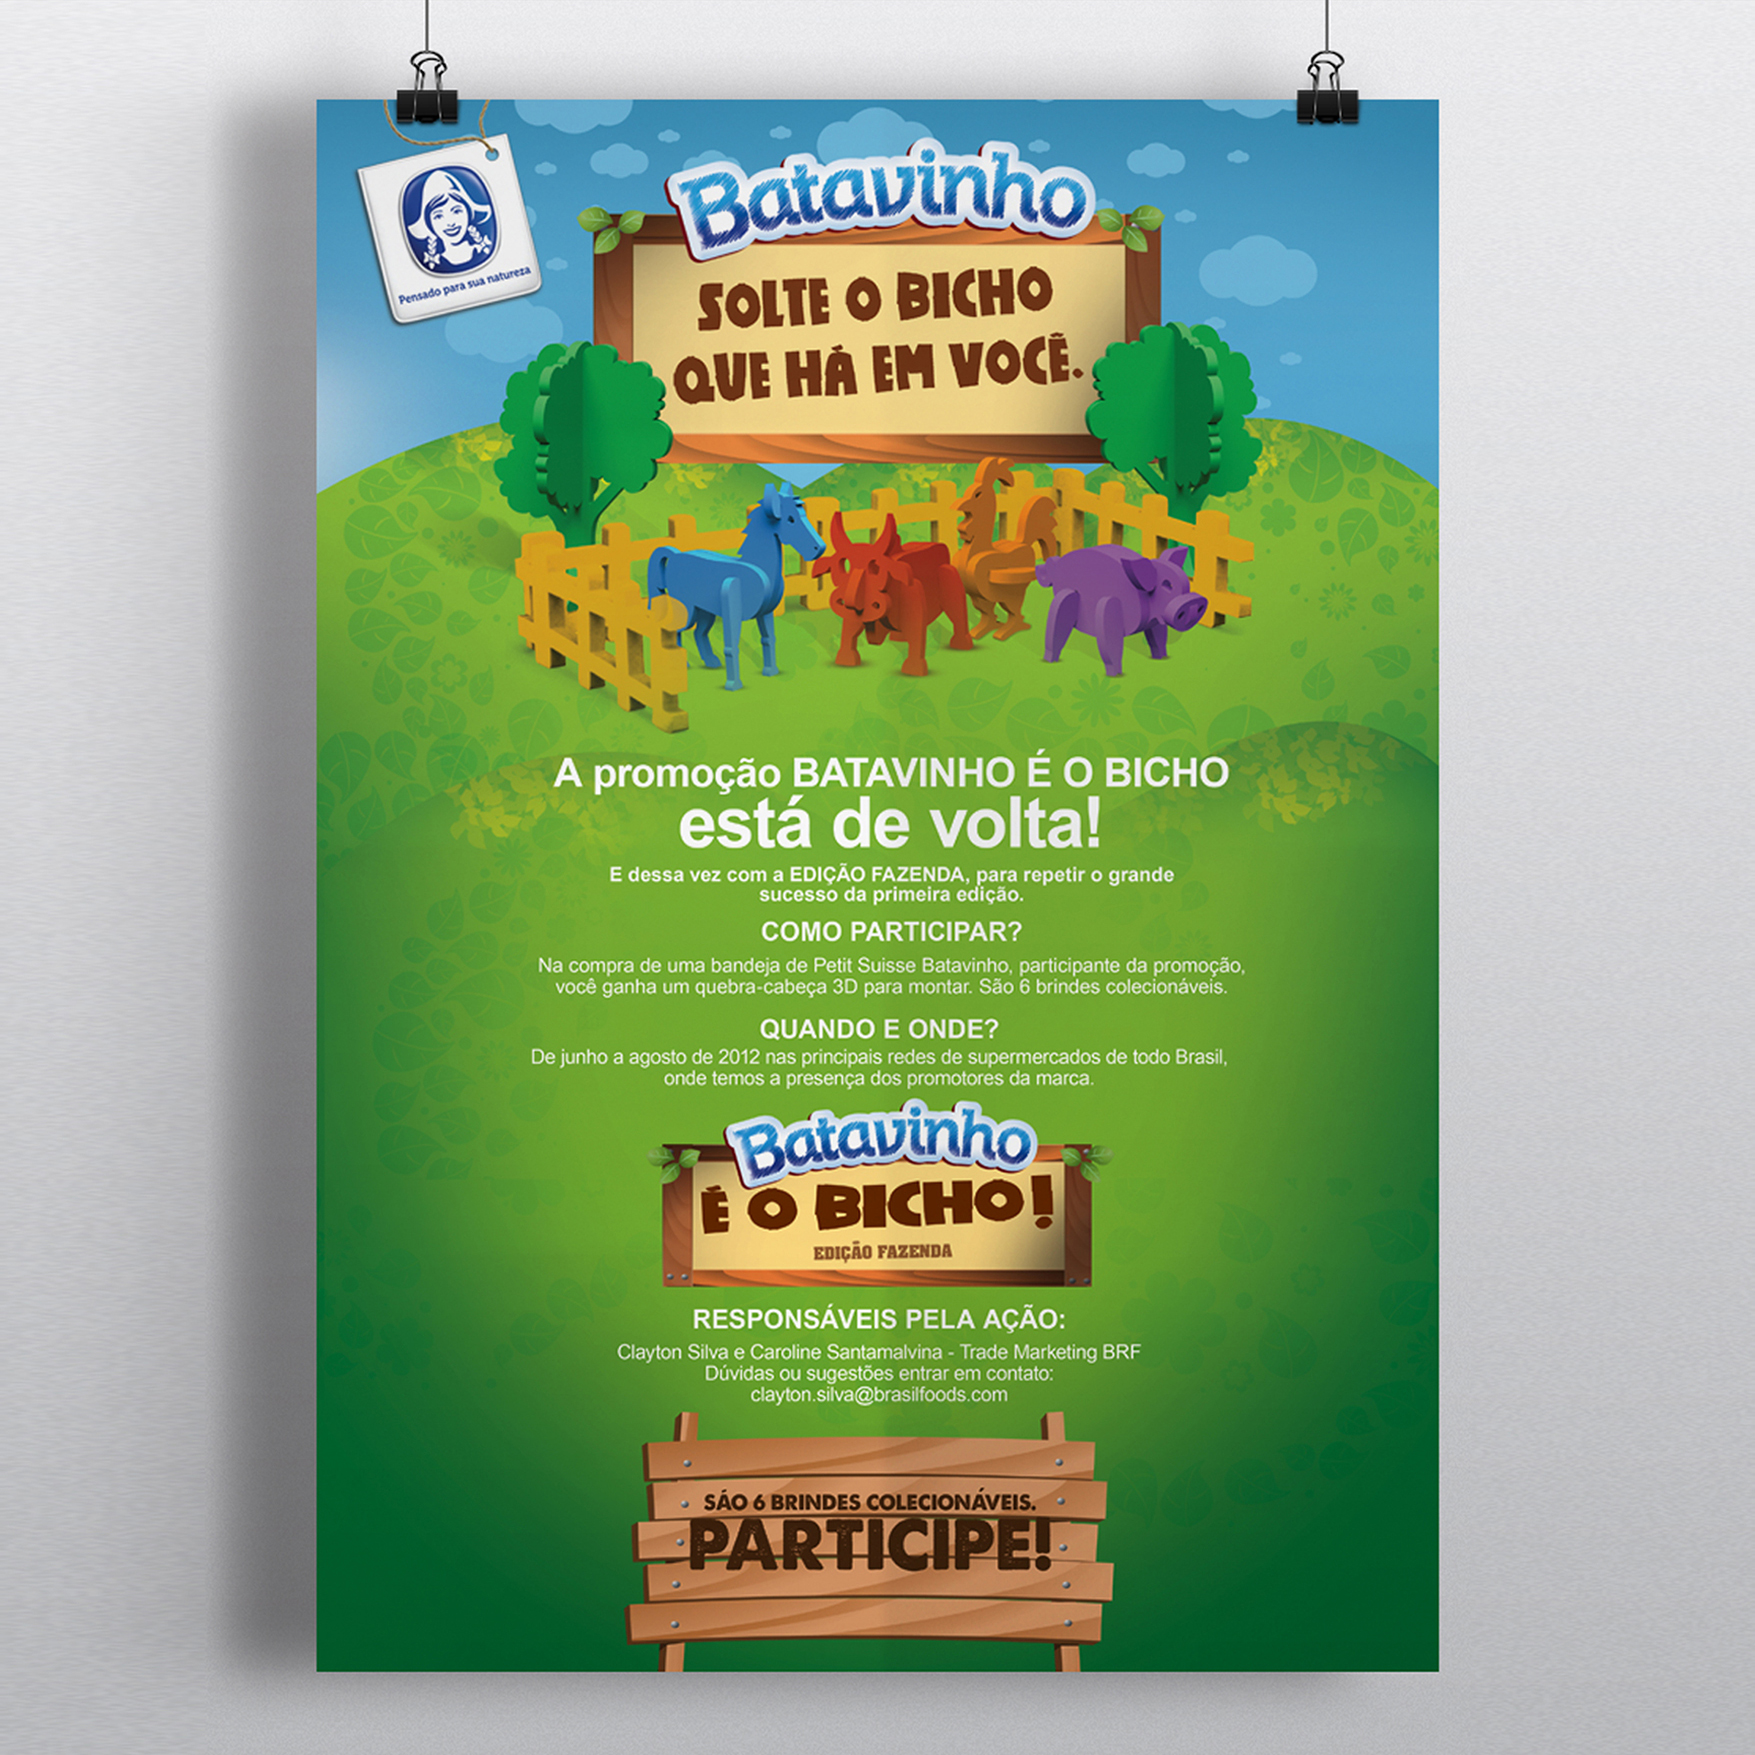 Pensado para sua natureza
Batavinho
SOLTE O BICHO
QUE HÁ EM VOCÊ.
A promoção BATAVINHO É O BICHO
está de volta!
E dessa vez com a EDIÇÃO FAZENDA, para repetir o grande
sucesso da primeira edição.
COMO PARTICIPAR?
Na compra de uma bandeja de Petit Suisse Batavinho, participante da promoção,
você ganha um quebra-cabeça 3D para montar. São 6 brindes colecionáveis.
QUANDO E ONDE?
De junho a agosto de 2012 nas principais redes de supermercados de todo Brasil,
onde temos a presença dos promotores da marca.
Batavinho
É O BICHO!
EDIÇÃO FAZENDA
RESPONSÁVEIS PELA AÇÃO:
Clayton Silva e Caroline Santamalvina - Trade Marketing BRF
Dúvidas ou sugestões entrar em contato:
clayton.silva@brasilfoods.com
SÃO 6 BRINDES COLECIONÁVEIS.
PARTICIPE!